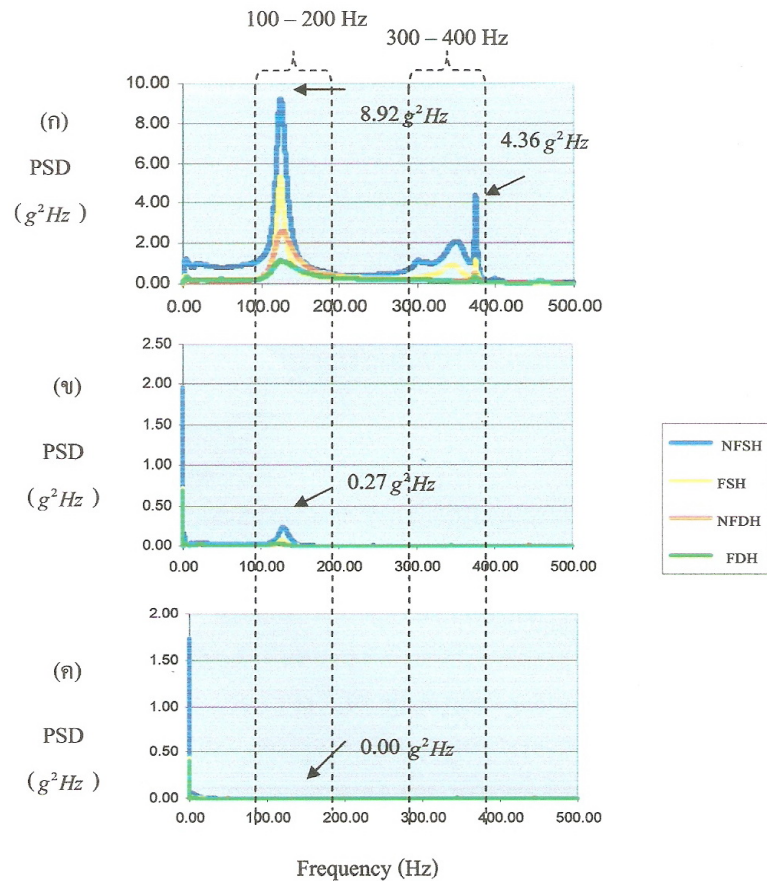 100 – 200 Hz
300 – 400 Hz
(ก)
PSD
(g²Hz)
10.00
8.00
6.00
4.00
2.00
0.00
8.92 g²Hz
4.36 g²Hz
0.00 100.00 200.00 300.00 400.00 500.00
(ข)
PSD
(g²Hz)
2.50
2.00
1.50
1.00
0.50
0.00
0.27 g²Hz
0.00 100.00 200.00 300.00 400.00 500.00
NFSH
FSH
NFDH
FDH
(ค)
PSD
(g²Hz)
2.00
1.50
1.00
0.50
0.00
0.00 g²Hz
0.00 100.00 200.00 300.00 400.00 500.00
Frequency (Hz)